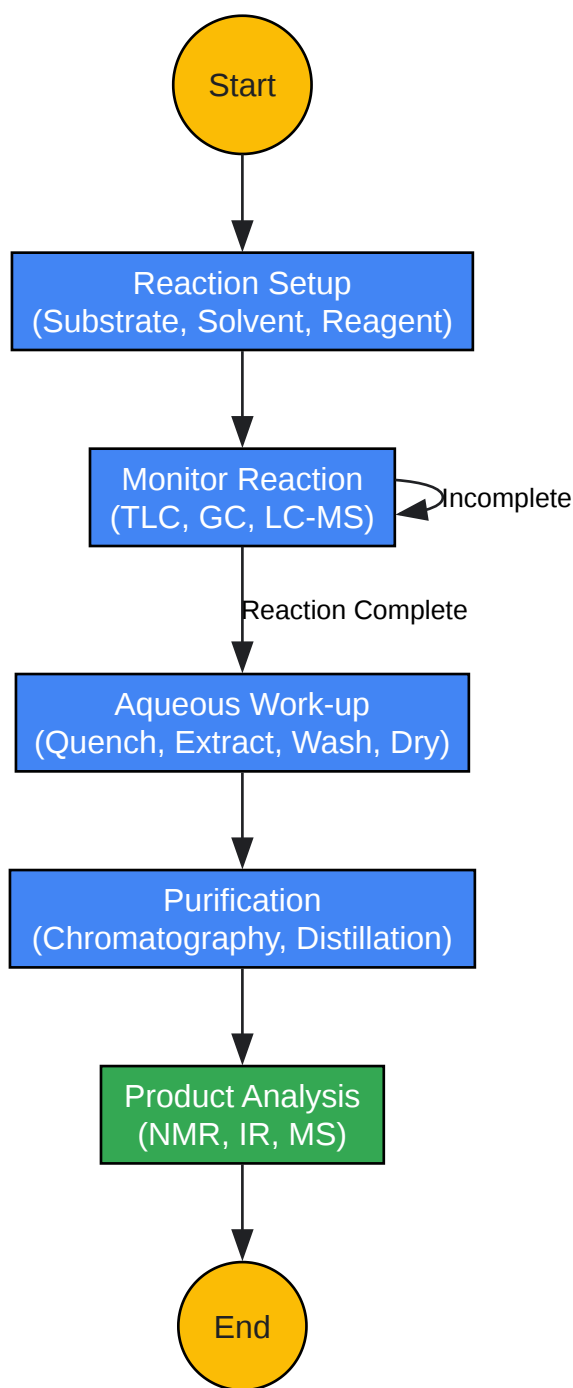 Start
Reaction Setup
(Substrate, Solvent, Reagent)
Monitor Reaction
(TLC, GC, LC-MS)
Incomplete
Reaction Complete
Aqueous Work-up
(Quench, Extract, Wash, Dry)
Purification
(Chromatography, Distillation)
Product Analysis
(NMR, IR, MS)
End